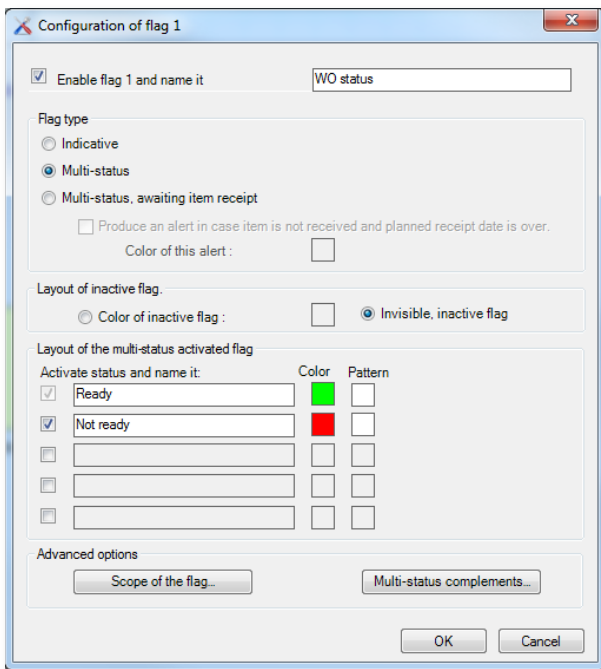 Configuration of flag 1
Enable flag 1 and name it
WO status
Flag type
Indicative
Multi-status
Multi-status, awaiting item receipt
Produce an alert in case item is not received and planned receipt date is over.
Color of this alert :
Layout of inactive flag.
Color of inactive flag :
Invisible, inactive flag
Layout of the multi-status activated flag
Activate status and name it:
Color
Pattern
Ready
Not ready
Advanced options
Scope of the flag...
Multi-status complements...
OK
Cancel